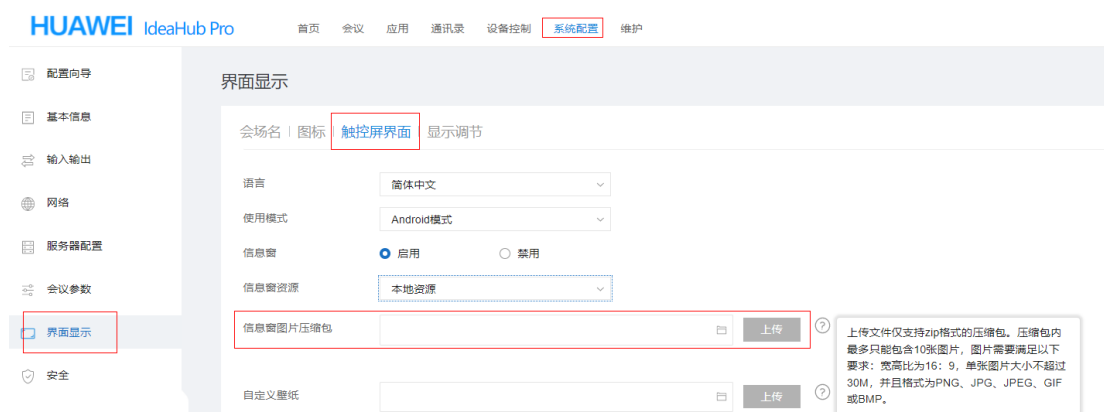 HUAWEI IdeaHub Pro 首页 会议 应用 通讯录 设备控制 系统配置 维护
配置向导
基本信息
输入输出
网络
服务器配置
会议参数
界面显示
安全
界面显示
会场名 | 图标 | 触控屏界面 | 显示调节
语言 简体中文
使用模式 Android模式
信息窗 启用 禁用
信息窗资源 本地资源
信息窗图片压缩包 上传 ?
自定义壁纸 上传 ?
上传文件仅支持zip格式的压缩包。压缩包内
最多只能包含10张图片，图片需要满足以下
要求：宽高比为16：9，单张图片大小不超过
30M，并且格式为PNG、JPG、JPEG、GIF
或BMP。